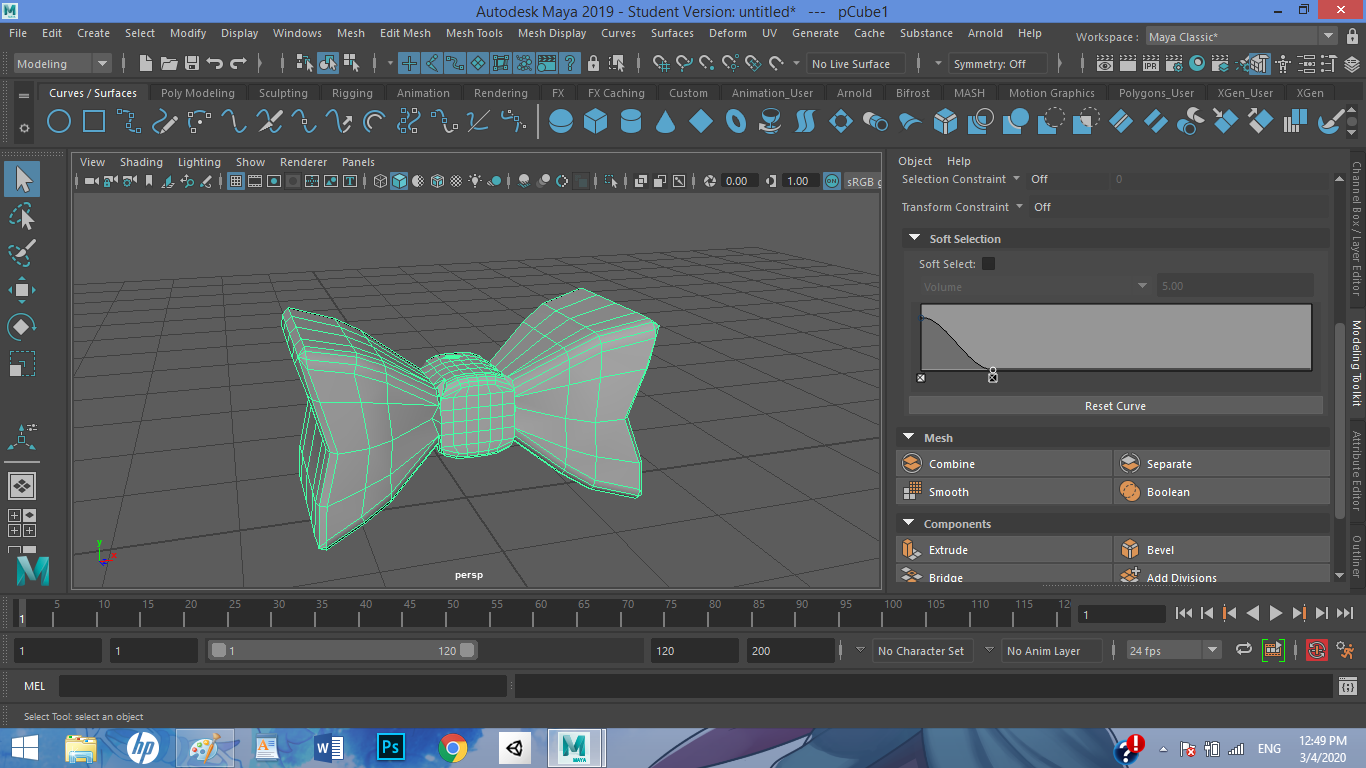 Autodesk Maya 2019 - Student Version: untitled* --- pCube1
File Edit Create Select Modify Display Windows Mesh Edit Mesh Mesh Tools Mesh Display Curves Surfaces Deform UV Generate Cache Substance Arnold Help Workspace : Maya Classic*
Modeling No Live Surface Symmetry: Off
Curves / Surfaces Poly Modeling Sculpting Rigging Animation Rendering FX FX Caching Custom Animation_User Arnold Bifrost MASH Motion Graphics Polygons_User XGen_User XGen
View Shading Lighting Show Renderer Panels
0.00 1.00 ON sRGB g
Object Help
Selection Constraint Off 0
Transform Constraint Off
Soft Selection
Soft Select:
Volume 5.00
Reset Curve
Mesh
Combine Separate
Smooth Boolean
Components
Extrude Bevel
Bridge Add Divisions
Channel Box / Layer Editor
Modeling Toolkit
Attribute Editor
Outliner
y
x
persp
M
1 5 10 15 20 25 30 35 40 45 50 55 60 65 70 75 80 85 90 95 100 105 110 115 12 1
1 1 1 120 120 200 No Character Set No Anim Layer 24 fps
MEL
Select Tool: select an object
hp W Ps M MAYA ENG 12:49 PM
3/4/2020